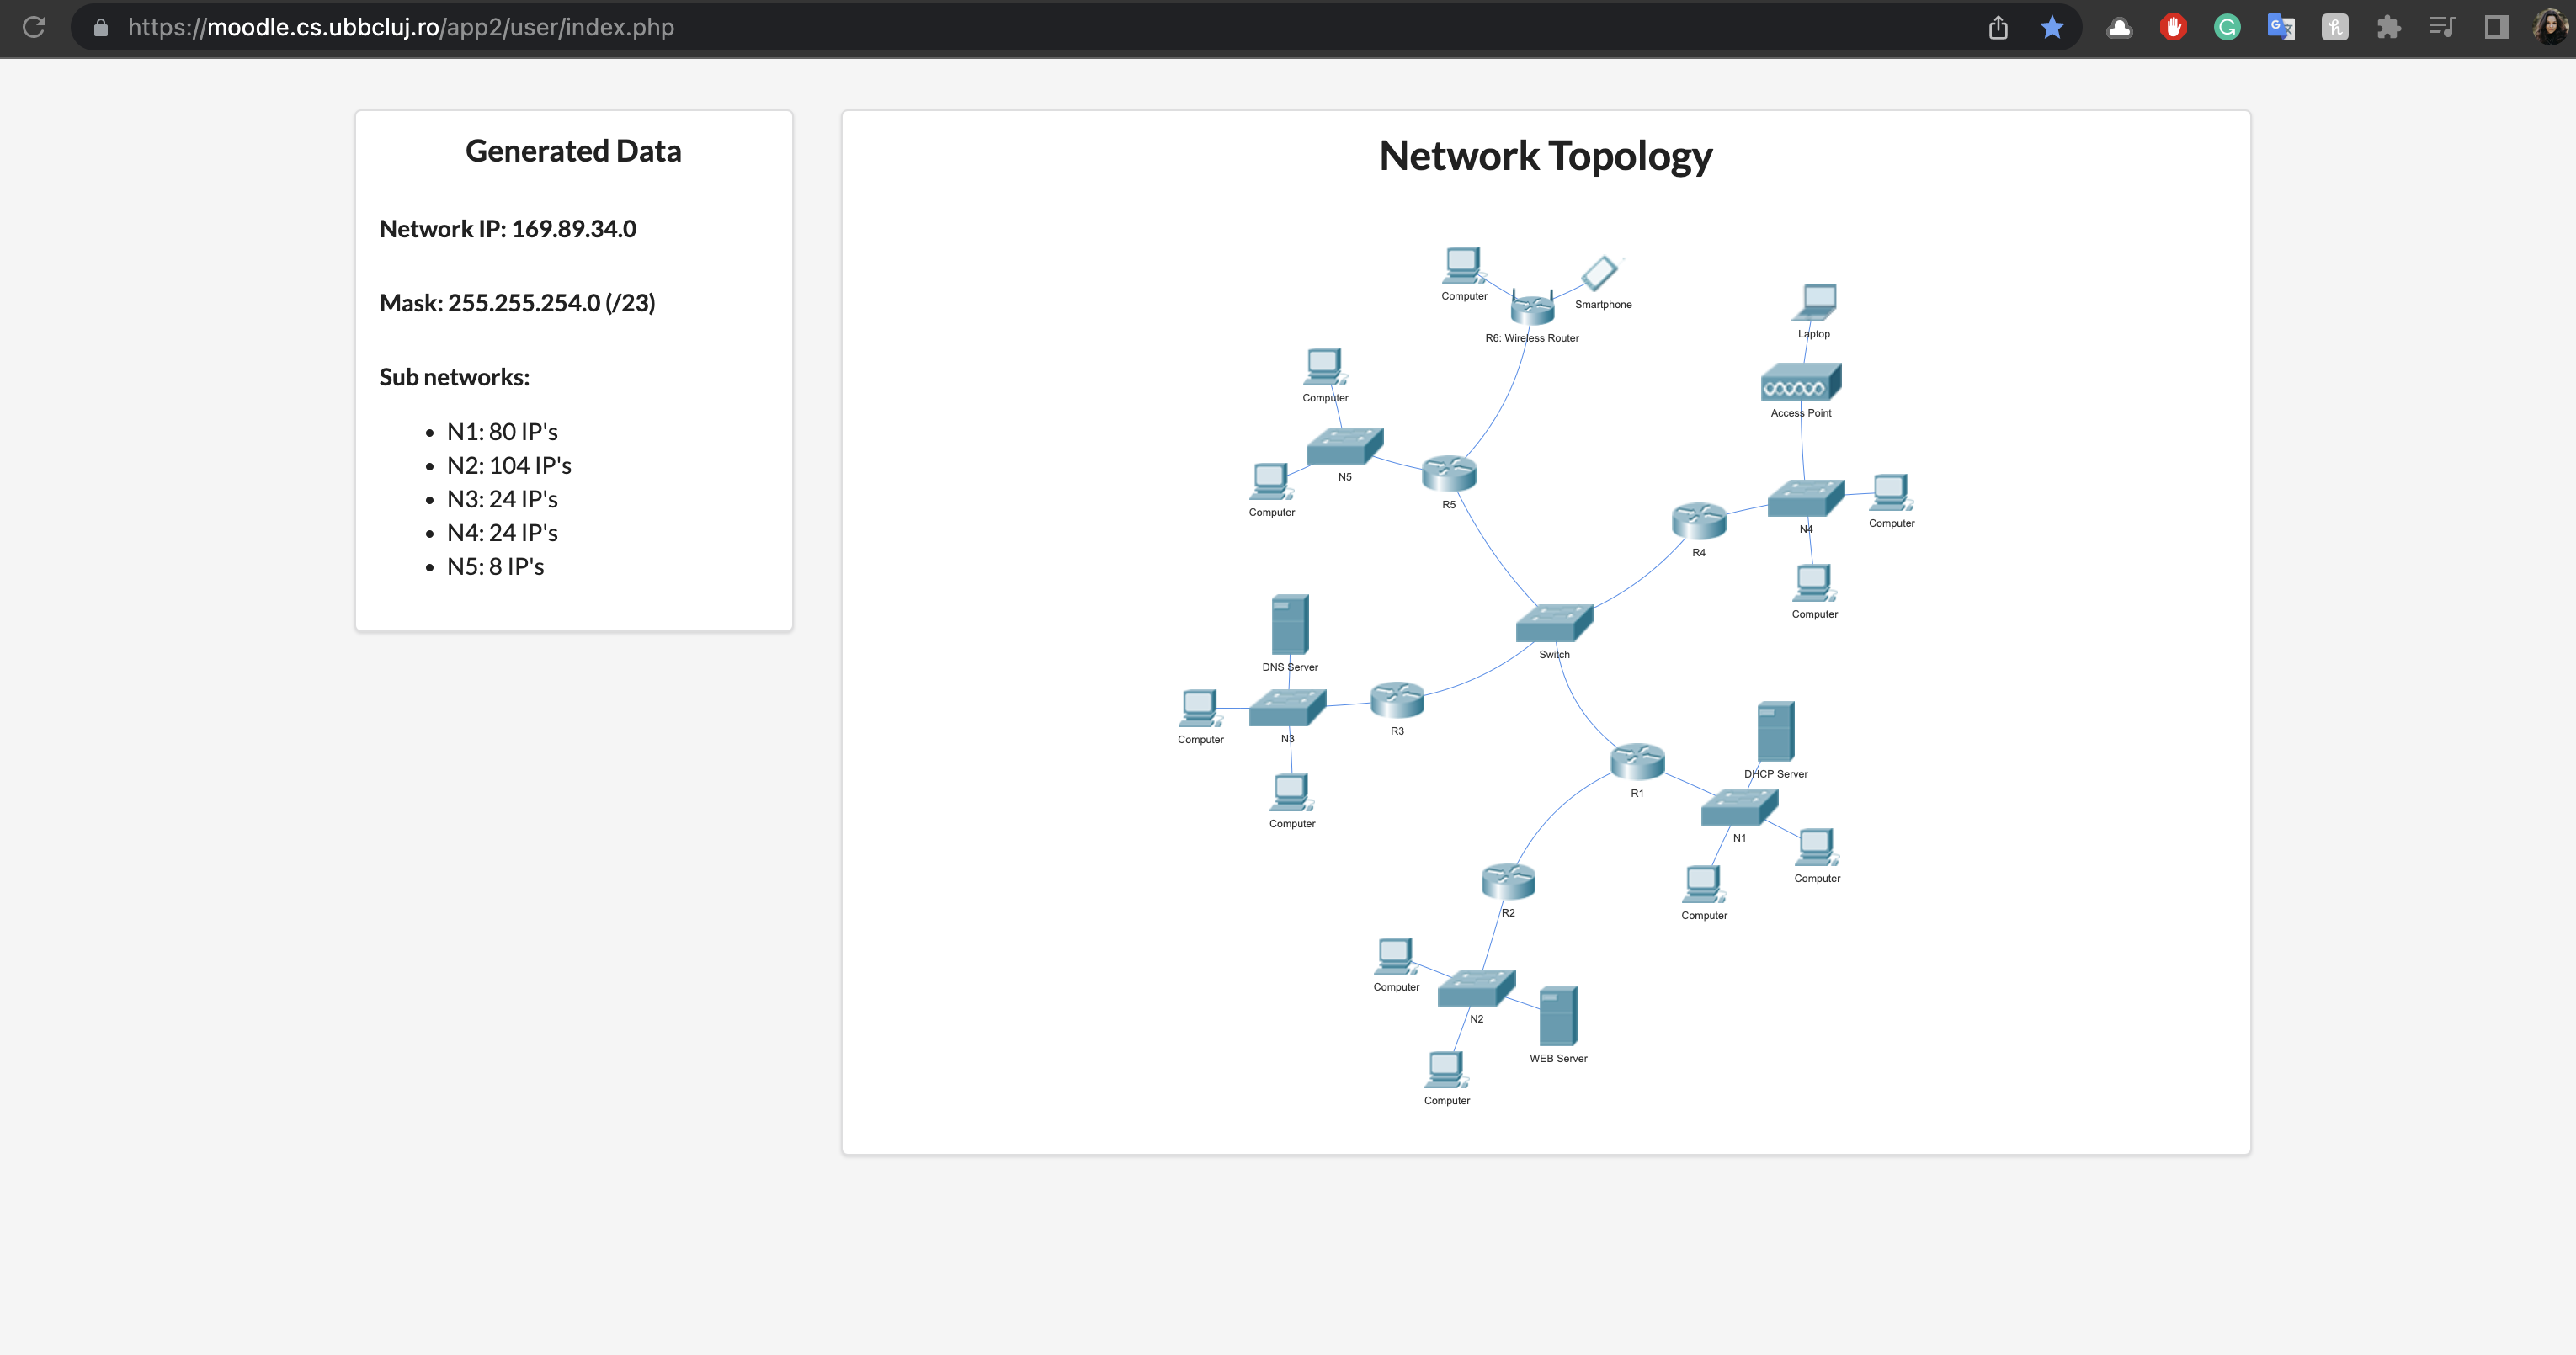 https://moodle.cs.ubbcluj.ro/app2/user/index.php
Generated Data
Network IP: 169.89.34.0
Mask: 255.255.254.0 (/23)
Sub networks:
N1: 80 IP's
N2: 104 IP's
N3: 24 IP's
N4: 24 IP's
N5: 8 IP's
Network Topology
Computer
Smartphone
R6: Wireless Router
Laptop
Computer
Access Point
N5
R5
Computer
N4
Computer
R4
Computer
Switch
DNS Server
R3
N3
Computer
DHCP Server
R1
Computer
N1
Computer
R2
Computer
Computer
N2
WEB Server
Computer